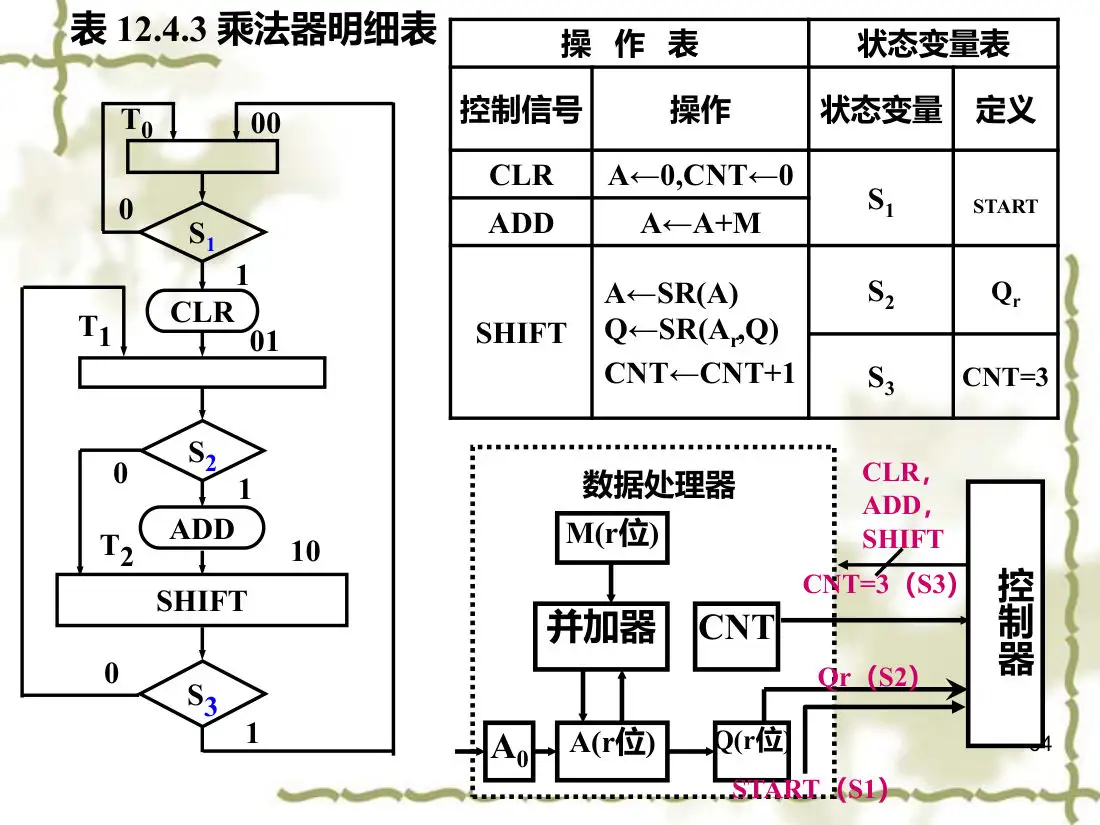 表 12.4.3 乘法器明细表
操 作 表
状态变量表
控制信号
操作
状态变量
定义
CLR
A←0,CNT←0
S1
START
ADD
A←A+M
SHIFT
A←SR(A)
Q←SR(Ar,Q)
CNT←CNT+1
S2
Qr
S3
CNT=3
T0
00
0
S1
1
CLR
T1
01
S2
0
1
ADD
T2
10
SHIFT
0
S3
1
数据处理器
M(r位)
并加器
CNT
A0
A(r位)
Q(r位)
CLR,
ADD,
SHIFT
CNT=3（S3）
Qr（S2）
START（S1）
控制器